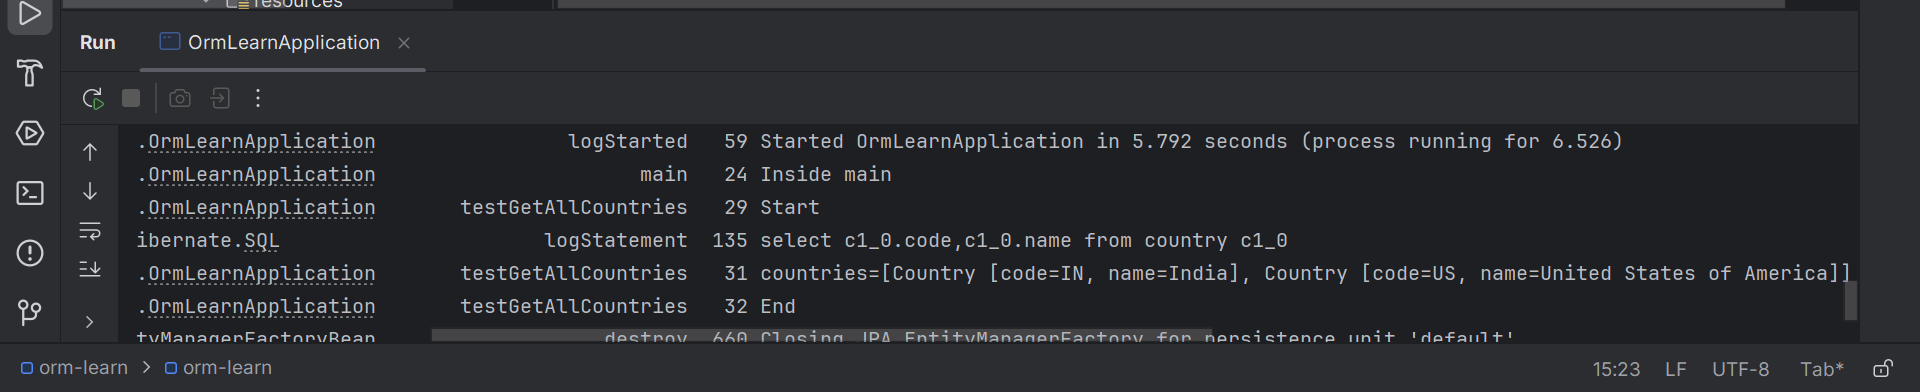 resources
Run OrmLearnApplication
.OrmLearnApplication logStarted 59 Started OrmLearnApplication in 5.792 seconds (process running for 6.526)
.OrmLearnApplication main 24 Inside main
.OrmLearnApplication testGetAllCountries 29 Start
ibernate.SQL logStatement 135 select c1_0.code,c1_0.name from country c1_0
.OrmLearnApplication testGetAllCountries 31 countries=[Country [code=IN, name=India], Country [code=US, name=United States of America]]
.OrmLearnApplication testGetAllCountries 32 End
tyManagerFactoryBean destroy 660 Closing JPA EntityManagerFactory for persistence unit 'default'
orm-learn > orm-learn 15:23 LF UTF-8 Tab*